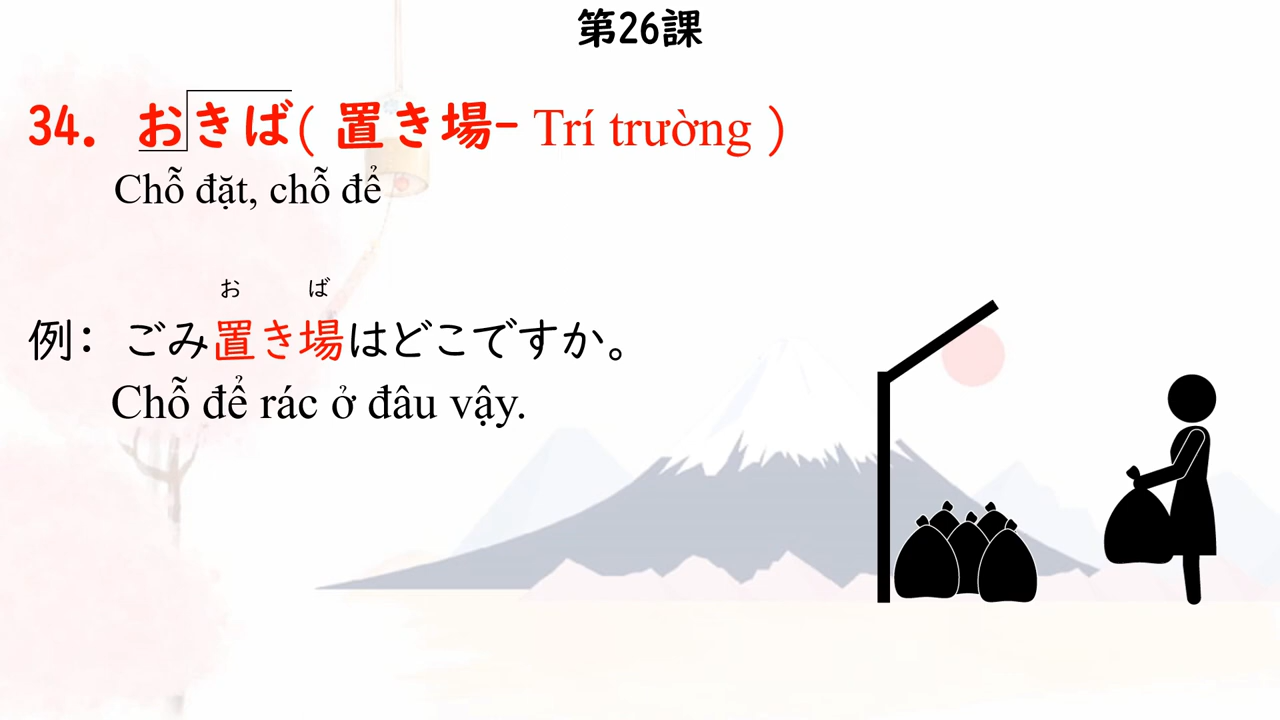 第26課
34. おきば( 置き場- Trí trường )
Chỗ đặt, chỗ để
お ば
例: ごみ置き場はどこですか。
Chỗ để rác ở đâu vậy.